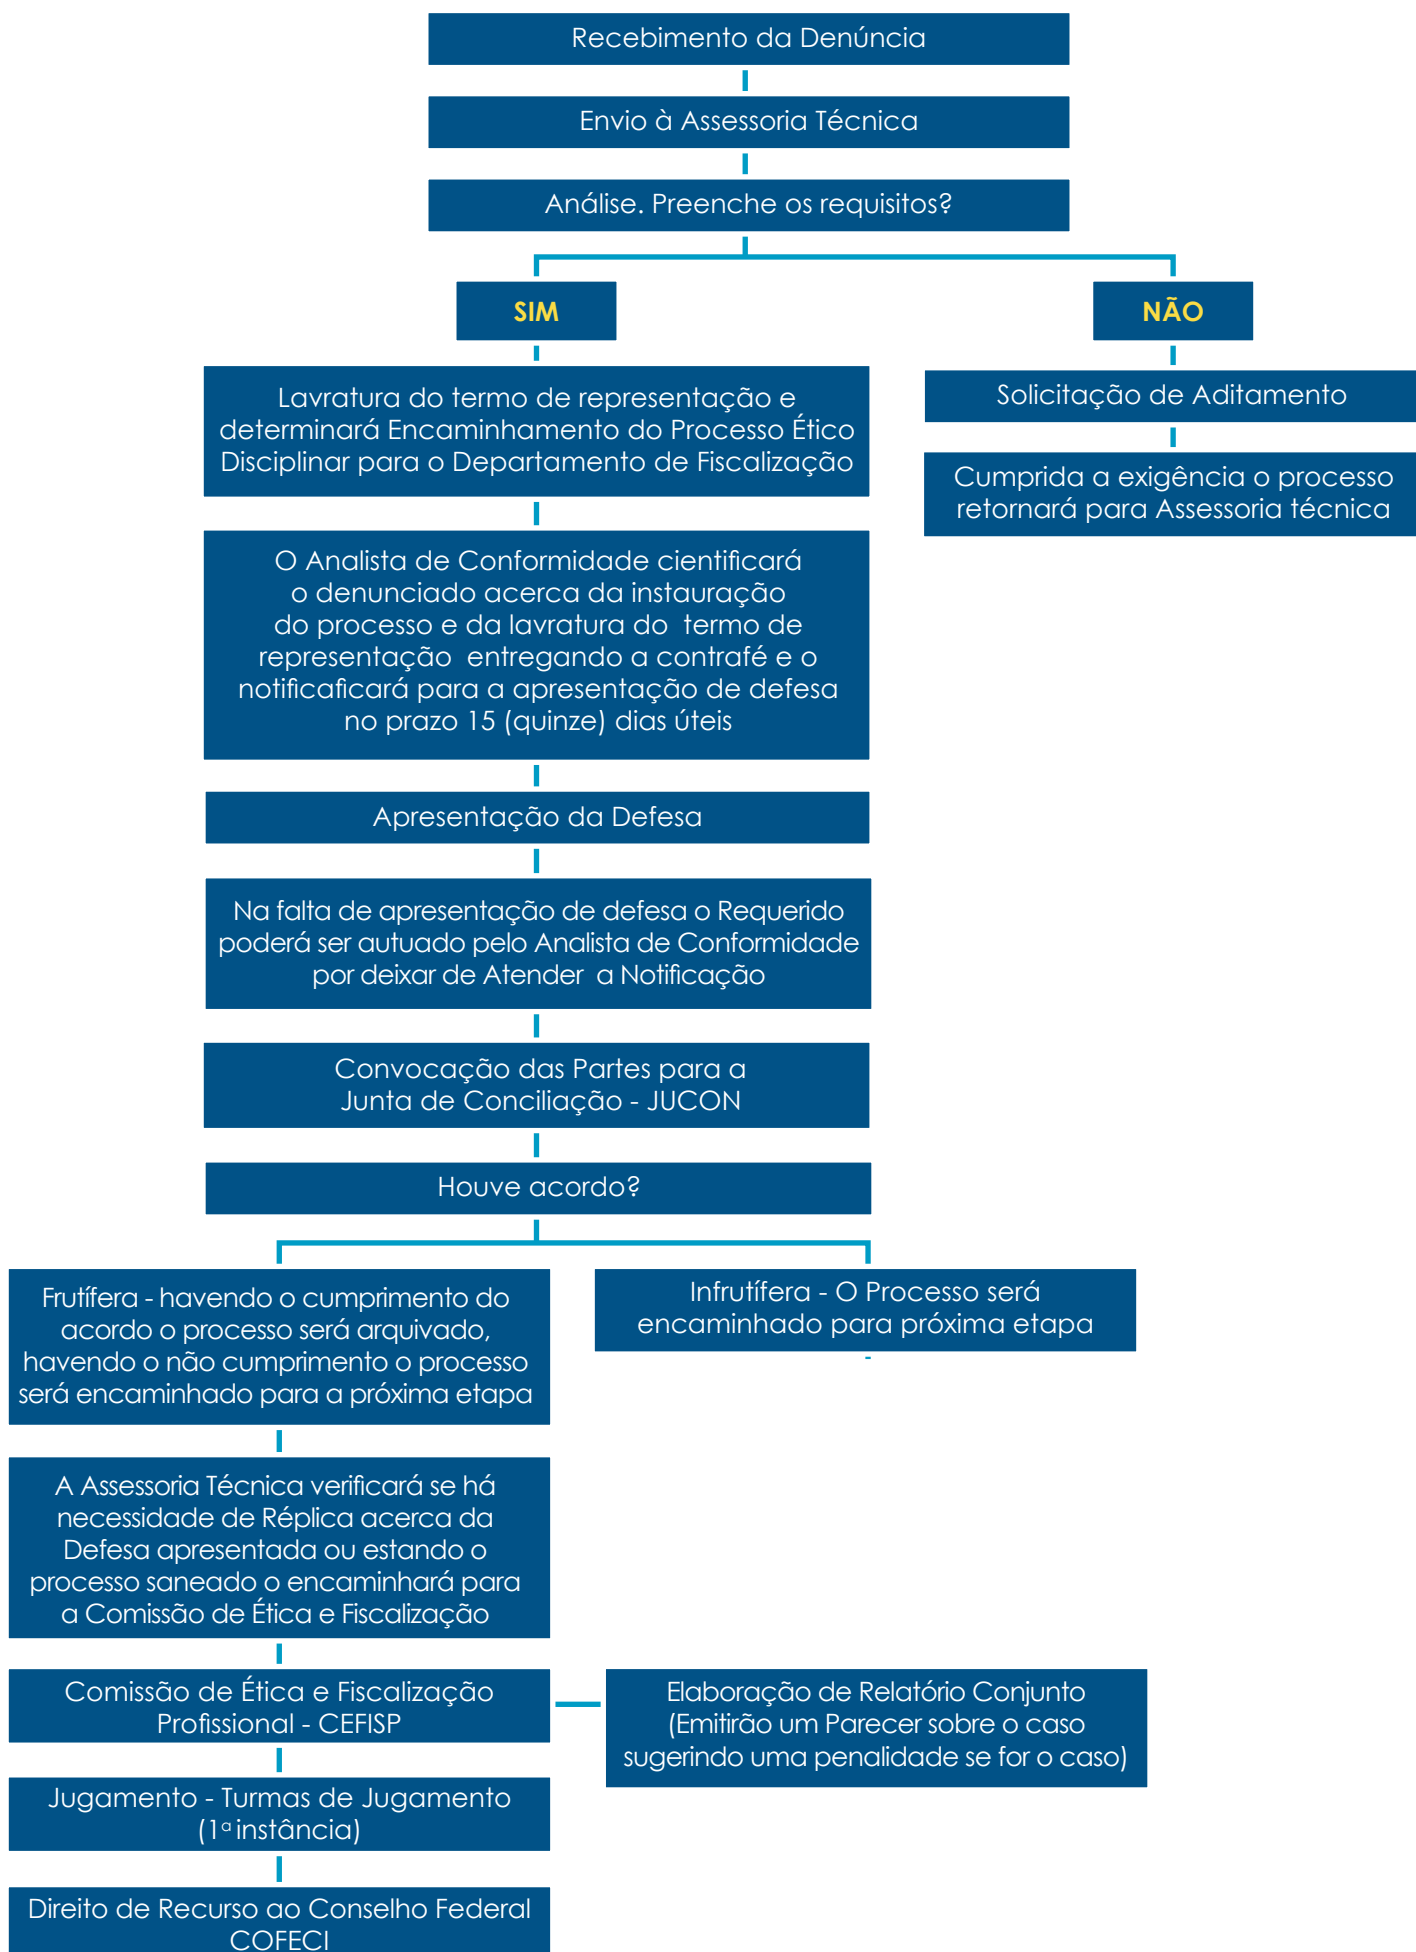 Recebimento da Denúncia
Envio à Assessoria Técnica
Análise. Preenche os requisitos?
SIM
NÃO
Lavratura do termo de representação e
determinará Encaminhamento do Processo Ético
Disciplinar para o Departamento de Fiscalização
Solicitação de Aditamento
Cumprida a exigência o processo
retornará para Assessoria técnica
O Analista de Conformidade cientificará
o denunciado acerca da instauração
do processo e da lavratura do termo de
representação entregando a contrafé e o
notificaficará para a apresentação de defesa
no prazo 15 (quinze) dias úteis
Apresentação da Defesa
Na falta de apresentação de defesa o Requerido
poderá ser autuado pelo Analista de Conformidade
por deixar de Atender a Notificação
Convocação das Partes para a
Junta de Conciliação - JUCON
Houve acordo?
Frutífera - havendo o cumprimento do
acordo o processo será arquivado,
havendo o não cumprimento o processo
será encaminhado para a próxima etapa
Infrutífera - O Processo será
encaminhado para próxima etapa
A Assessoria Técnica verificará se há
necessidade de Réplica acerca da
Defesa apresentada ou estando o
processo saneado o encaminhará para
a Comissão de Ética e Fiscalização
Comissão de Ética e Fiscalização
Profissional - CEFISP
Elaboração de Relatório Conjunto
(Emitirão um Parecer sobre o caso
sugerindo uma penalidade se for o caso)
Jugamento - Turmas de Jugamento
(1ª instância)
Direito de Recurso ao Conselho Federal
COFECI